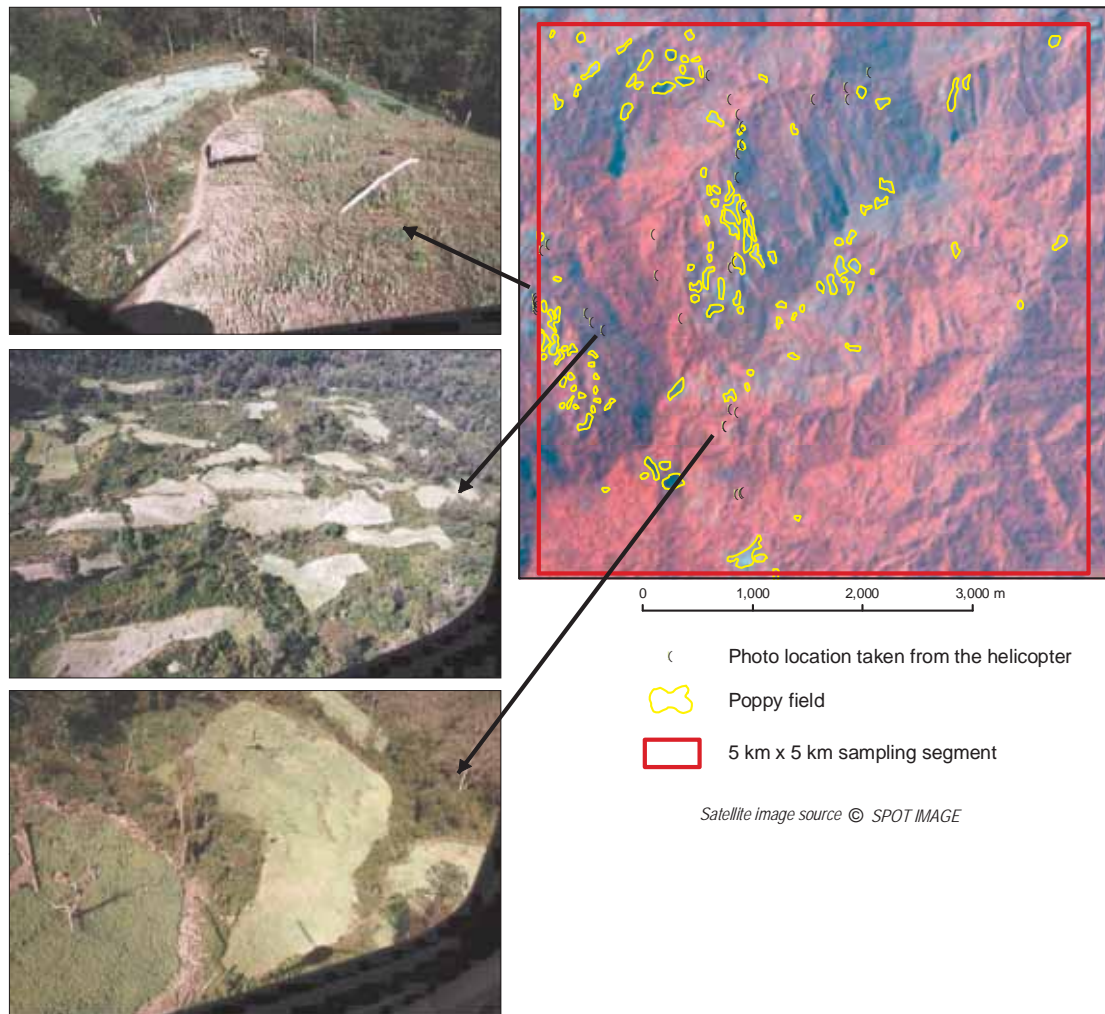 0 1,000 2,000 3,000 m
Photo location taken from the helicopter
Poppy field
5 km x 5 km sampling segment
Satellite image source © SPOT IMAGE